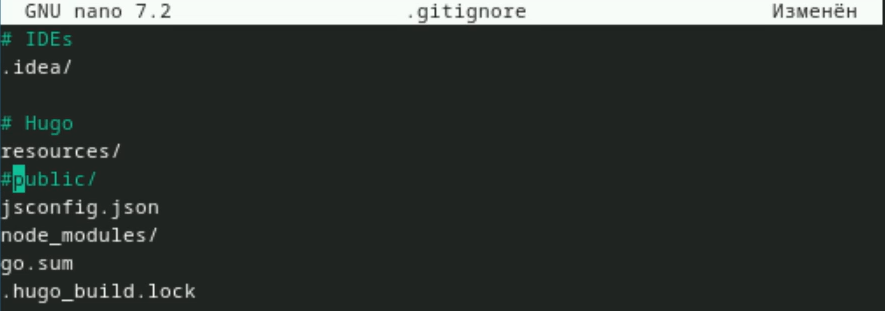 GNU nano 7.2 .gitignore Изменён
# IDEs
.idea/
# Hugo
resources/
#public/
jsconfig.json
node_modules/
go.sum
.hugo_build.lock